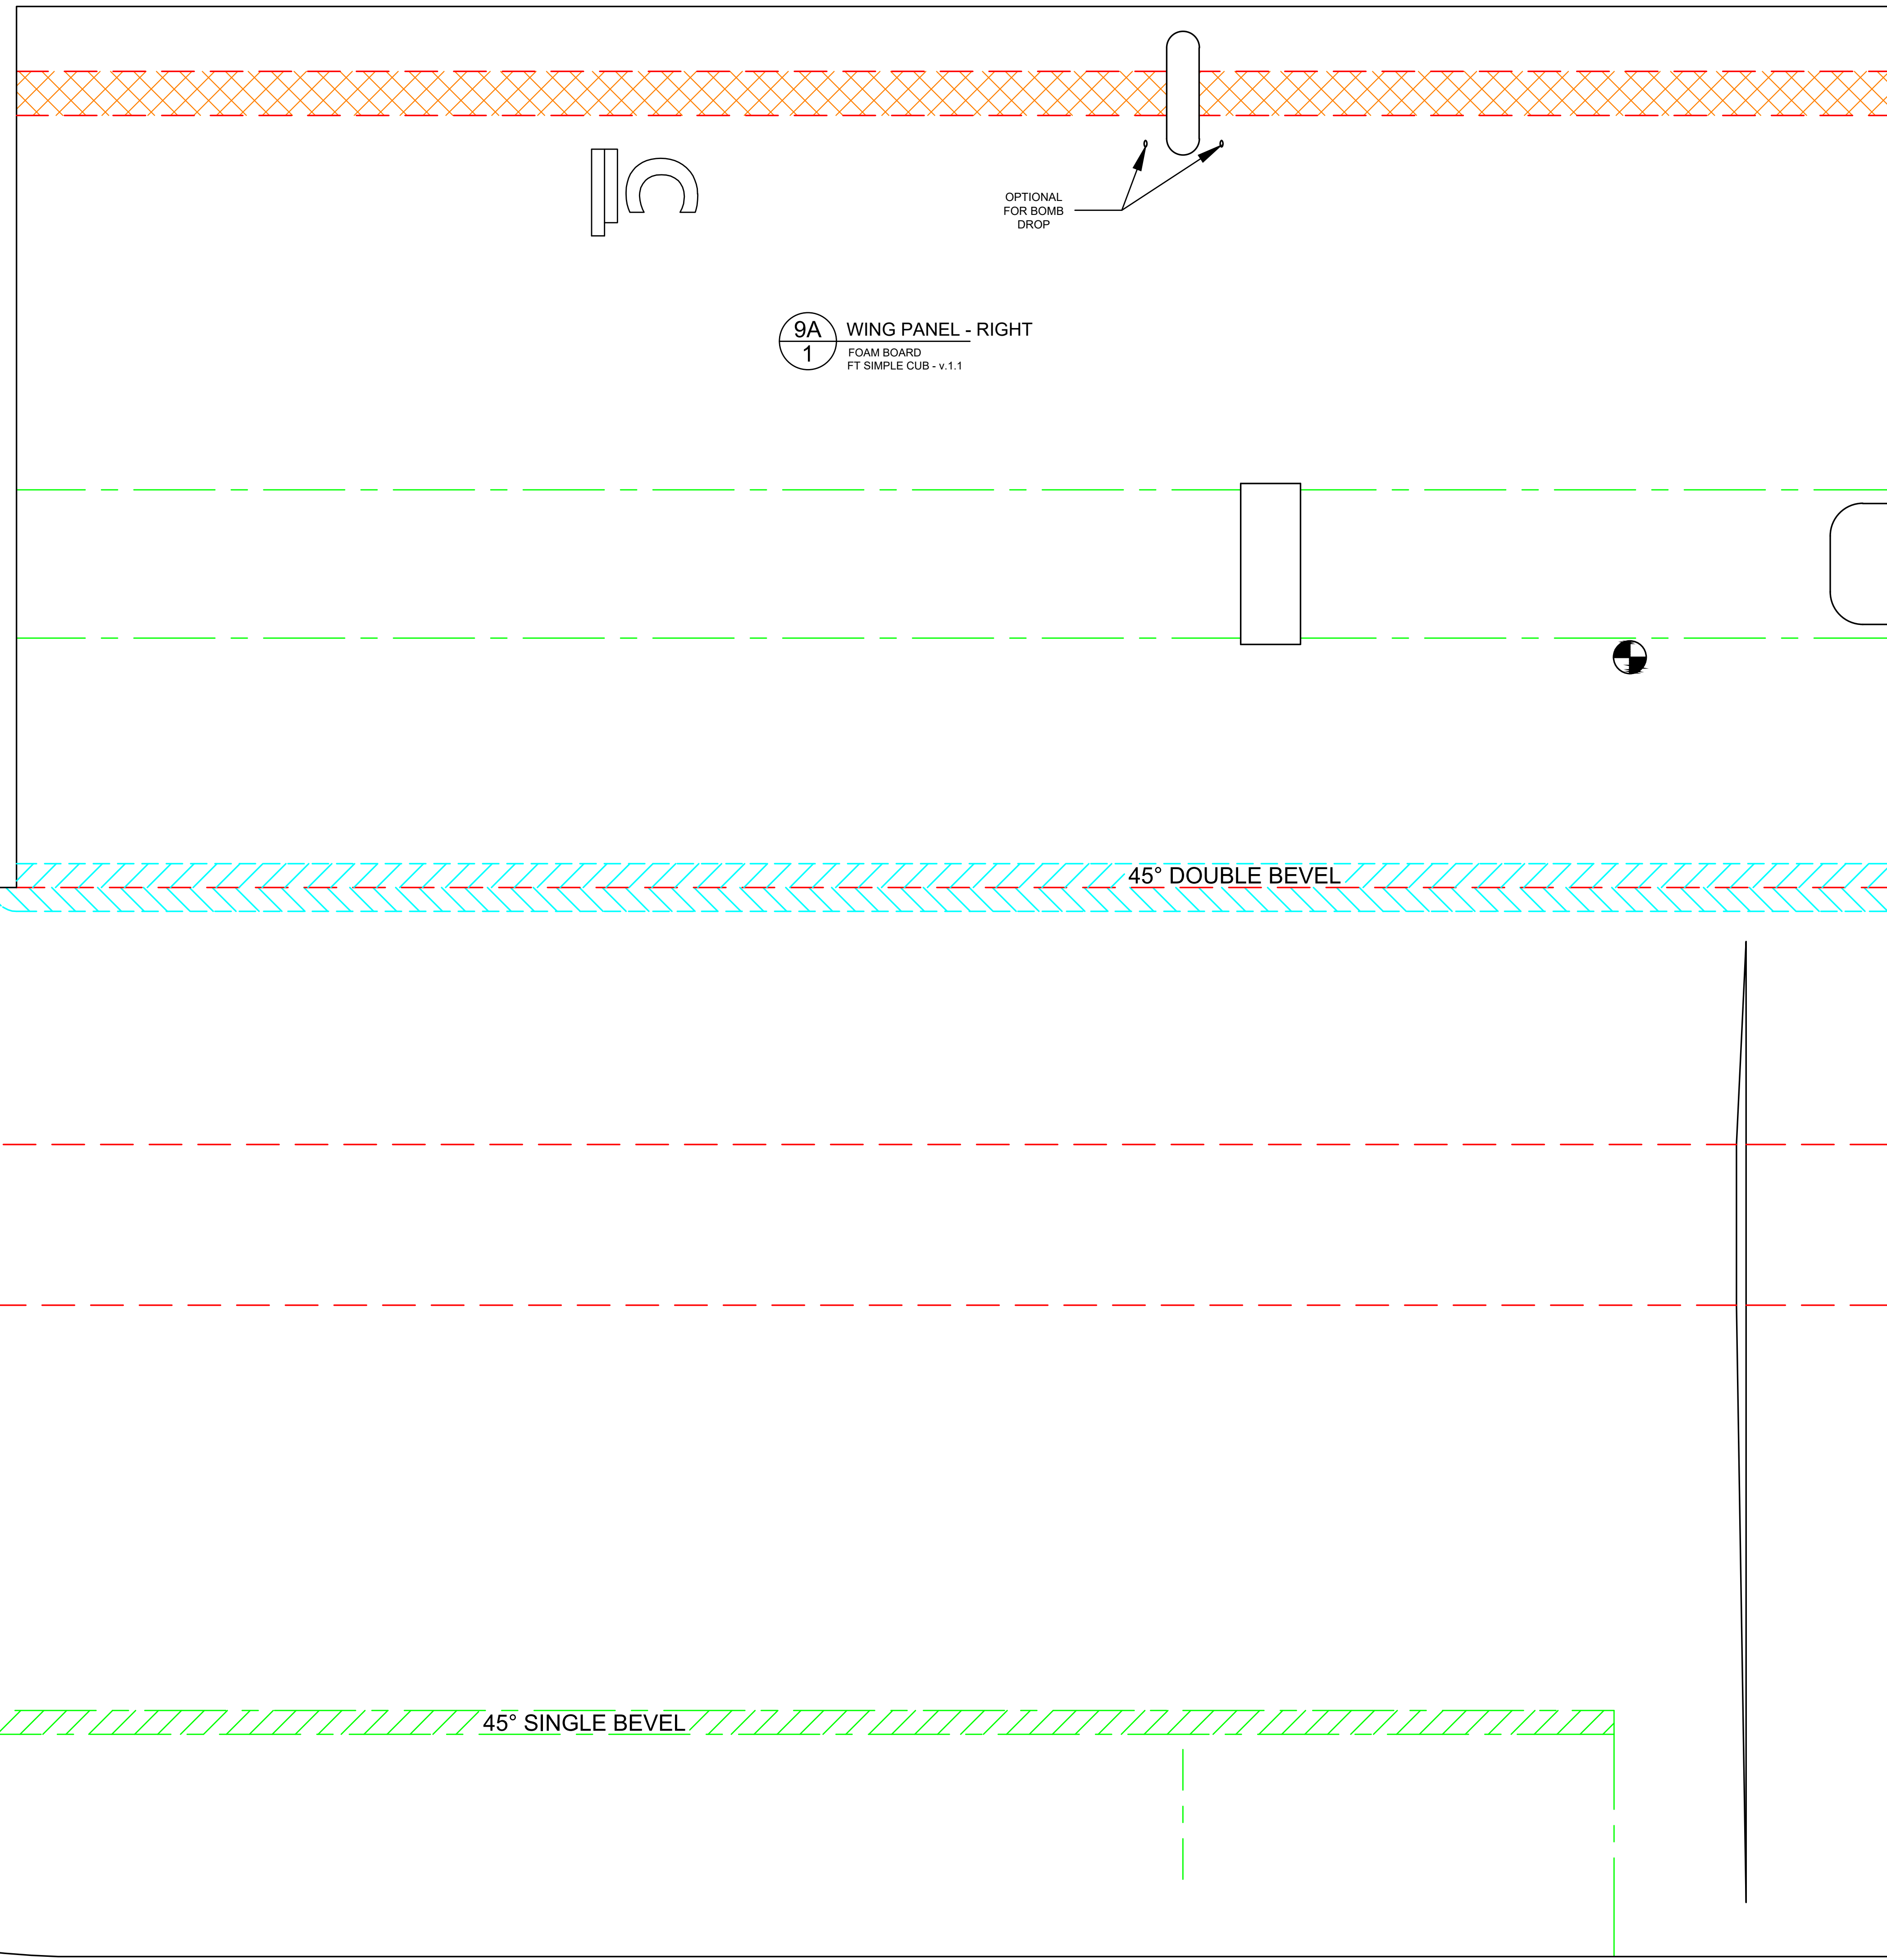 OPTIONAL
FOR BOMB
DROP
9A
1
WING PANEL - RIGHT
FOAM BOARD
FT SIMPLE CUB - v.1.1
45° DOUBLE BEVEL
45° SINGLE BEVEL